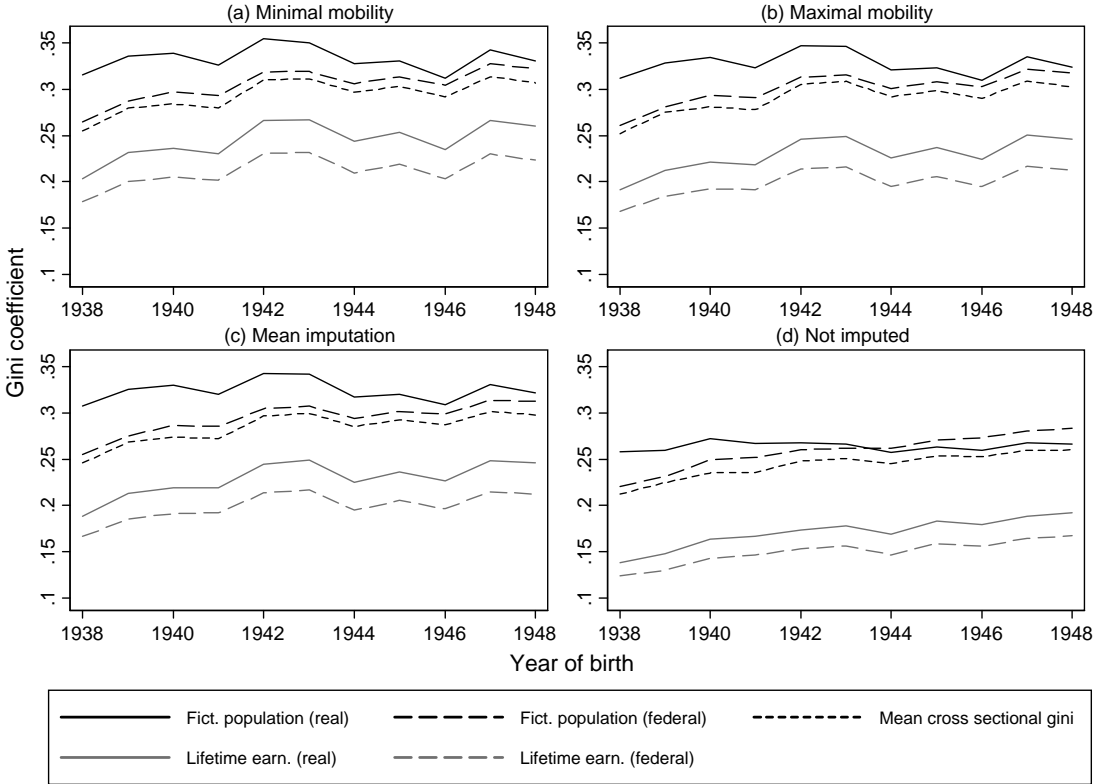 (a) Minimal mobility
(b) Maximal mobility
.35
.3
.25
.2
.15
.1
1938 1940 1942 1944 1946 1948
.35
.3
.25
.2
.15
.1
1938 1940 1942 1944 1946 1948
(c) Mean imputation
(d) Not imputed
.35
.3
.25
.2
.15
.1
1938 1940 1942 1944 1946 1948
.35
.3
.25
.2
.15
.1
1938 1940 1942 1944 1946 1948
Gini coefficient
Year of birth
Fict. population (real) Fict. population (federal) Mean cross sectional gini
Lifetime earn. (real) Lifetime earn. (federal)